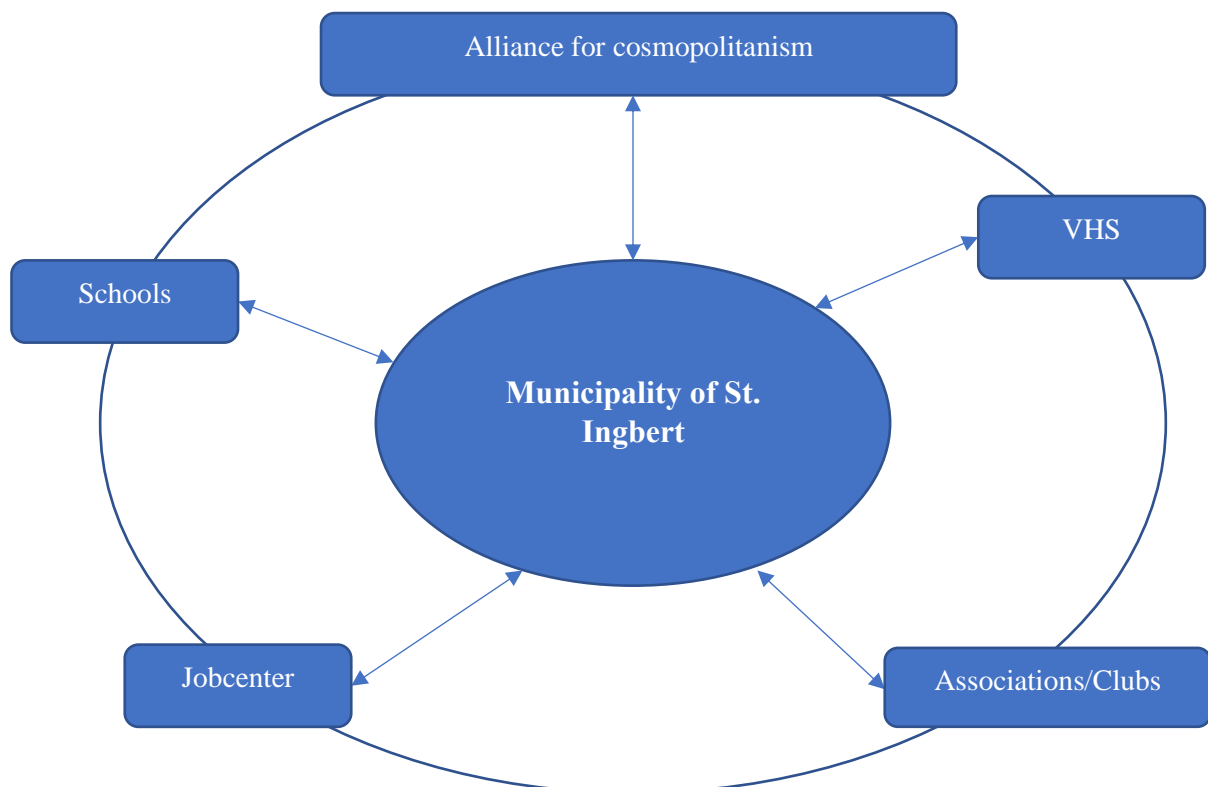 Alliance for cosmopolitanism
VHS
Schools
Municipality of St.
Ingbert
Jobcenter
Associations/Clubs